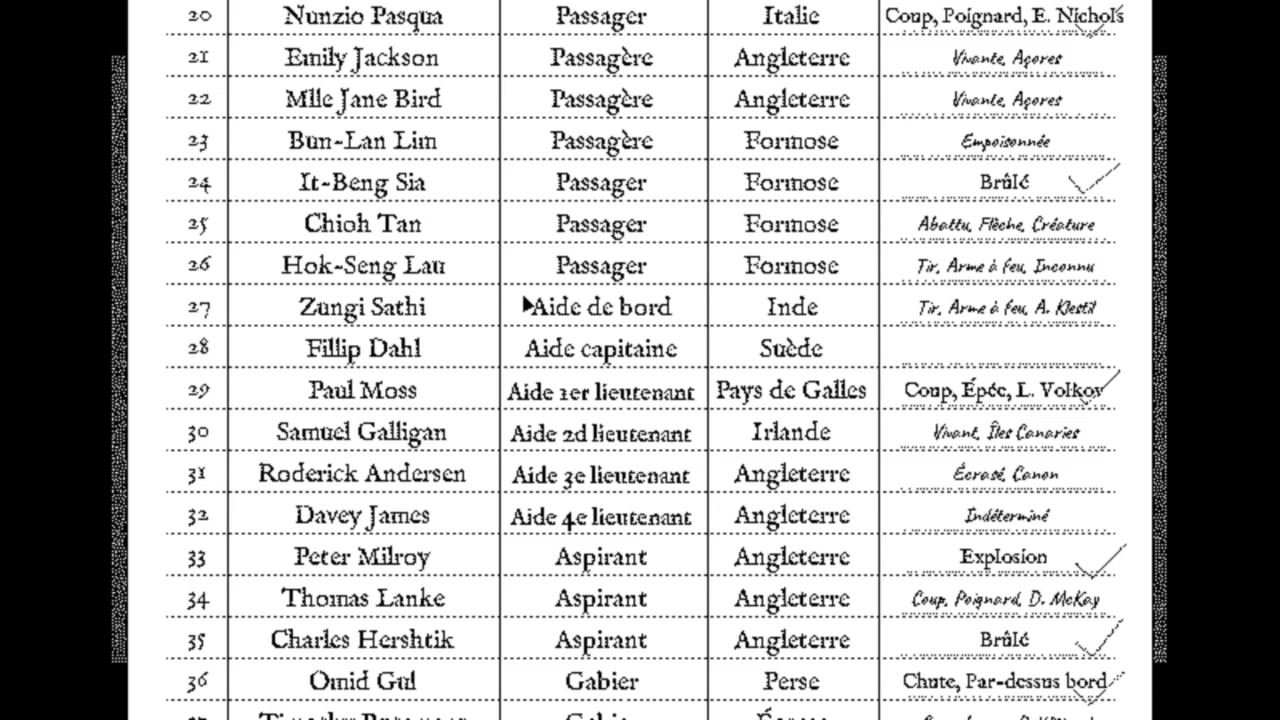 20 Nunzio Pasqua Passager Italie Coup, Poignard, E. Nichols
21 Emily Jackson Passagère Angleterre Vivante, Açores
22 Mlle Jane Bird Passagère Angleterre Vivante, Açores
23 Bun-Lan Lim Passagère Formose Empoisonnée
24 It-Beng Sia Passager Formose Brûlé
25 Chioh Tan Passager Formose Abattu, Flèche, Créature
26 Hok-Seng Lau Passager Formose Tir, Arme à feu, Inconnu
27 Zungi Sathi Aide de bord Inde Tir, Arme à feu, A. Klestil
28 Fillip Dahl Aide capitaine Suède
29 Paul Moss Aide 1er lieutenant Pays de Galles Coup, Épée, L. Volkov
30 Samuel Galligan Aide 2d lieutenant Irlande Vivant, Îles Canaries
31 Roderick Andersen Aide 3e lieutenant Angleterre Écrasé, Canon
32 Davey James Aide 4e lieutenant Angleterre Indéterminé
33 Peter Milroy Aspirant Angleterre Explosion
34 Thomas Lanke Aspirant Angleterre Coup, Poignard, D. McKay
35 Charles Hershtik Aspirant Angleterre Brûlé
36 Omid Gul Gabier Perse Chute, Par-dessus bord